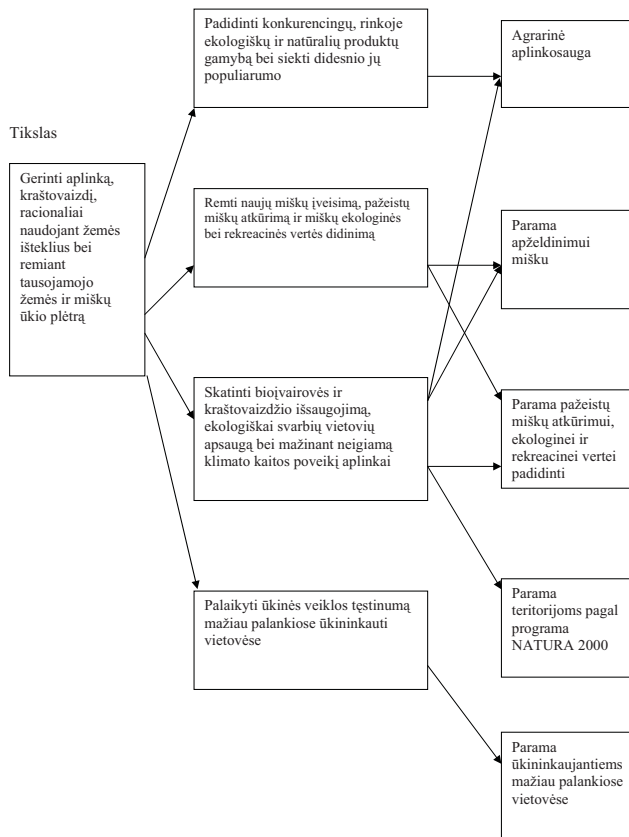 Tikslas
Gerinti aplinką,
kraštovaizdį,
racionaliai
naudojant žemės
išteklius bei
remiant
tausojamojo
žemės ir miškų
ūkio plėtrą
Padidinti konkurencingų, rinkoje
ekologiškų ir natūralių produktų
gamybą bei siekti didesnio jų
populiarumo
Remti naujų miškų įveisimą, pažeistų
miškų atkūrimą ir miškų ekologinės
bei rekreacinės vertės didinimą
Skatinti bioįvairovės ir
kraštovaizdžio išsaugojimą,
ekologiškai svarbių vietovių
apsaugą bei mažinant neigiamą
klimato kaitos poveikį aplinkai
Palaikyti ūkinės veiklos tęstinumą
mažiau palankiose ūkininkauti
vietovėse
Agrarinė
aplinkosauga
Parama
apželdinimui
mišku
Parama pažeistų
miškų atkūrimui,
ekologinei ir
rekreacinei vertei
padidinti
Parama
teritorijoms pagal
programa
NATURA 2000
Parama
ūkininkaujantiems
mažiau palankiose
vietovėse